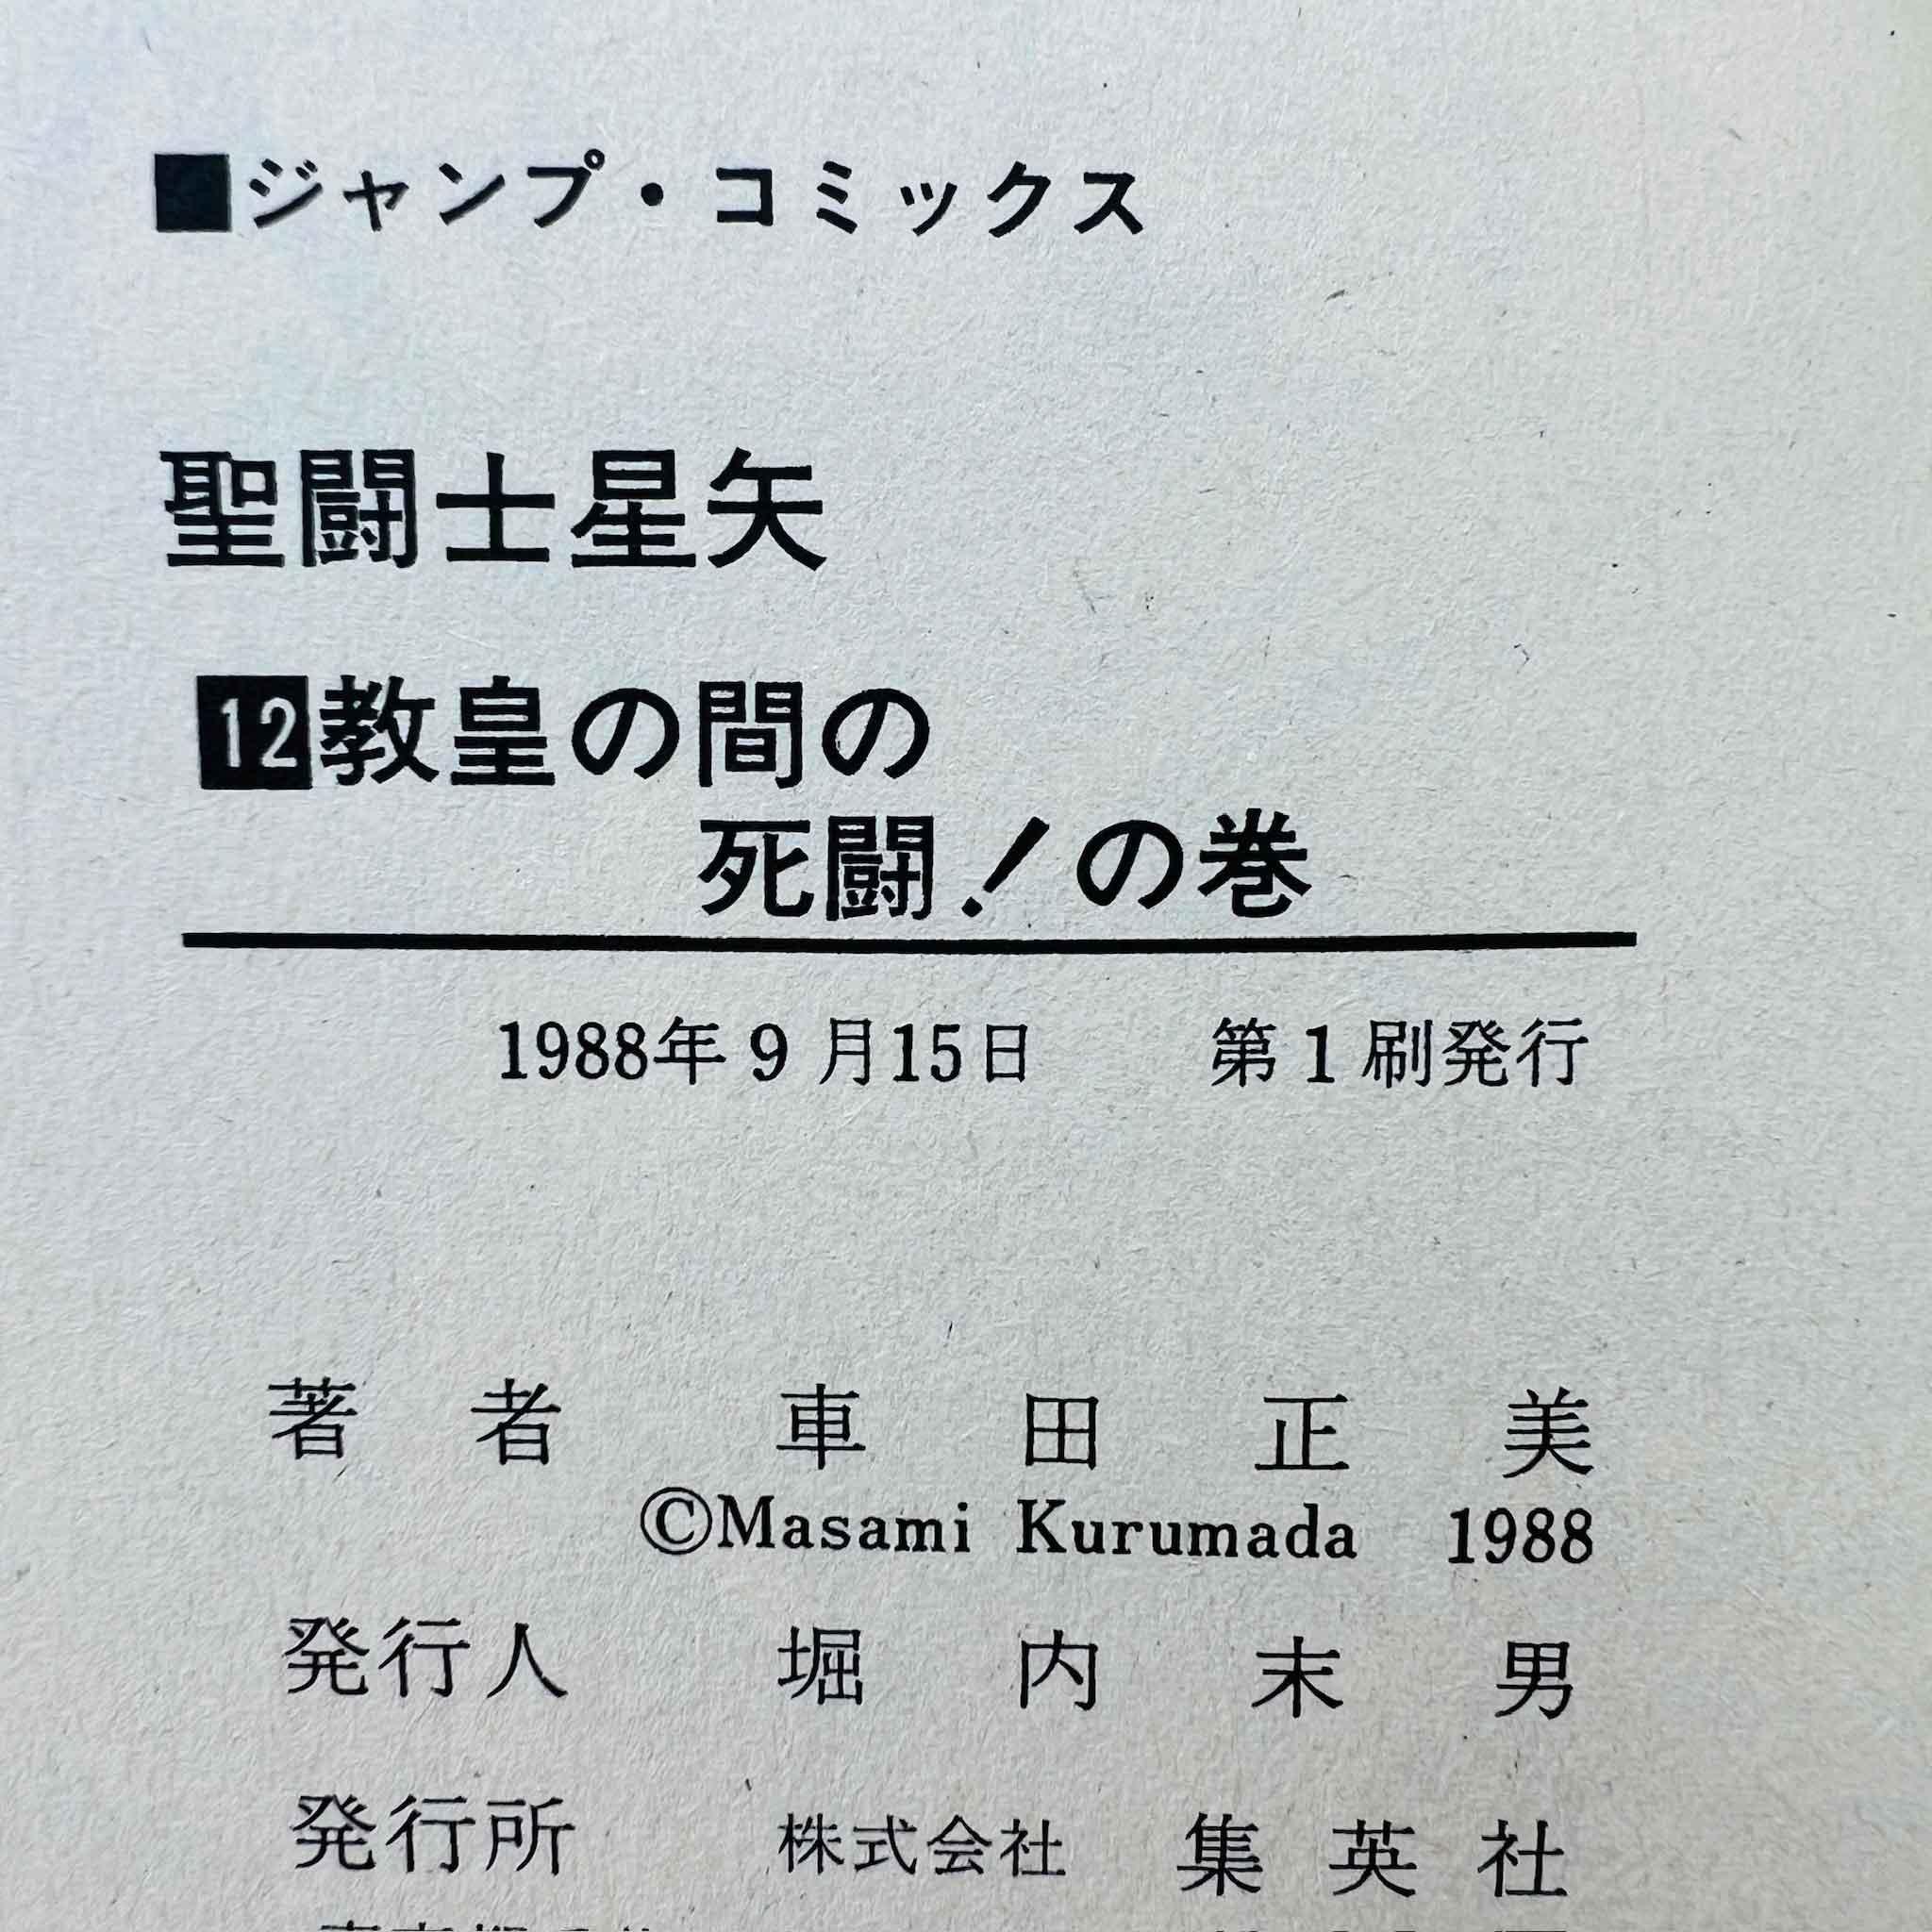 ■ジャンプ・コミックス
聖闘士星矢
12教皇の間の
死闘!の巻
1988年9月15日 第1刷発行
著者 車田正美
©Masami Kurumada 1988
発行人 堀内末男
発行所 株式会社 集英社